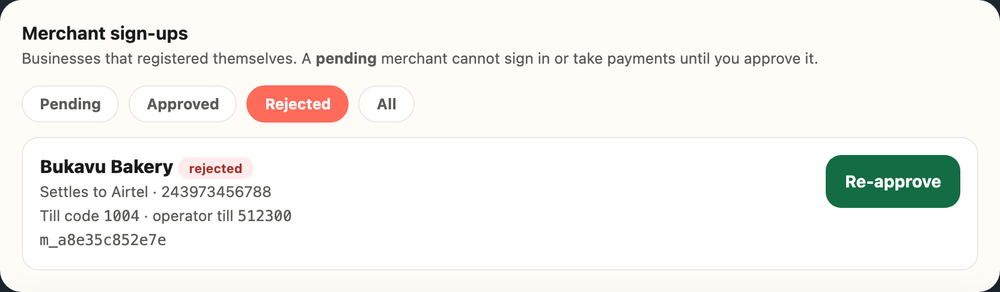 Merchant sign-ups
Businesses that registered themselves. A pending merchant cannot sign in or take payments until you approve it.
Pending Approved Rejected All
Bukavu Bakery rejected
Re-approve
Settles to Airtel · 243973456788
Till code 1004 · operator till 512300
m_a8e35c852e7e